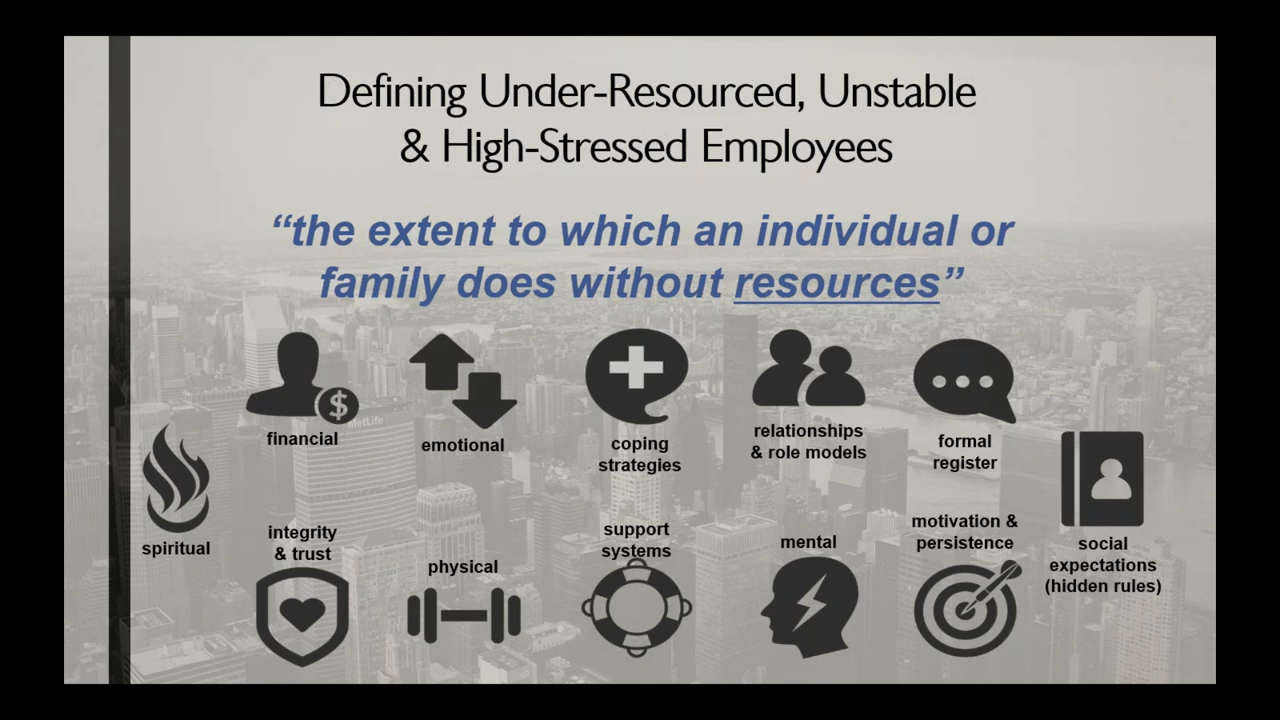 Defining Under-Resourced, Unstable
& High-Stressed Employees
“the extent to which an individual or
family does without resources”
$
MetLife
financial
emotional
coping
strategies
relationships
& role models
formal
register
spiritual
integrity
& trust
physical
support
systems
mental
motivation &
persistence
social
expectations
(hidden rules)